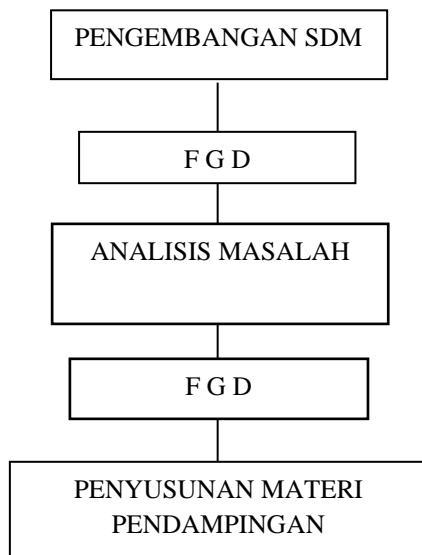 PENGEMBANGAN SDM
F G D
ANALISIS MASALAH
F G D
PENYUSUNAN MATERI
PENDAMPINGAN